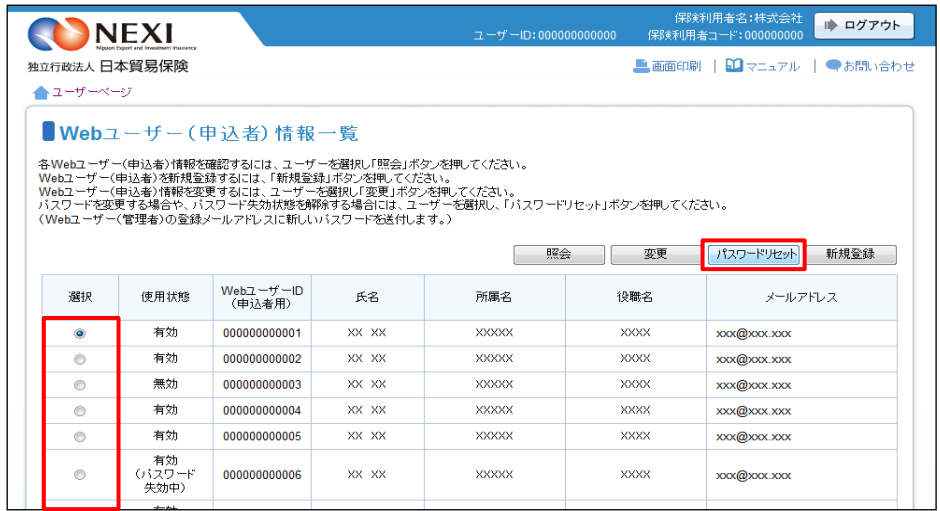 NEXI
Nippon Export and Investment Insurance
保険利用者名：株式会社
ユーザーID：000000000000 保険利用者コード：000000000
ログアウト
独立行政法人 日本貿易保険
画面印刷 | マニュアル | お問い合わせ
ユーザーページ
Webユーザー（申込者）情報一覧
各Webユーザー（申込者）情報を確認するには、ユーザーを選択し「照会」ボタンを押してください。
Webユーザー（申込者）を新規登録するには、「新規登録」ボタンを押してください。
Webユーザー（申込者）情報を変更するには、ユーザーを選択し「変更」ボタンを押してください。
パスワードを変更する場合や、パスワード失効状態を解除する場合には、ユーザーを選択し、「パスワードリセット」ボタンを押してください。
（Webユーザー（管理者）の登録メールアドレスに新しいパスワードを送付します。）
照会 変更 パスワードリセット 新規登録
選択 使用状態 WebユーザーID（申込者用） 氏名 所属名 役職名 メールアドレス
有効 000000000001 XX XX XXXXX XXXX xxx@xxx.xxx
有効 000000000002 XX XX XXXXX XXXX xxx@xxx.xxx
無効 000000000003 XX XX XXXXX XXXX xxx@xxx.xxx
有効 000000000004 XX XX XXXXX XXXX xxx@xxx.xxx
有効 000000000005 XX XX XXXXX XXXX xxx@xxx.xxx
有効（パスワード失効中） 000000000006 XX XX XXXXX XXXX xxx@xxx.xxx